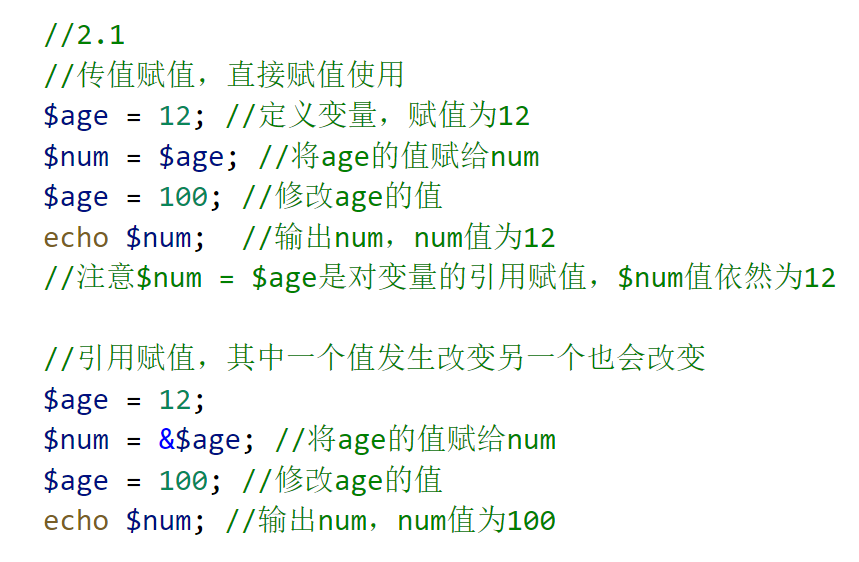 //2.1
//传值赋值，直接赋值使用
$age = 12; //定义变量，赋值为12
$num = $age; //将age的值赋给num
$age = 100; //修改age的值
echo $num;  //输出num，num值为12
//注意$num = $age是对变量的引用赋值，$num值依然为12
//引用赋值，其中一个值发生改变另一个也会改变
$age = 12;
$num = &$age; //将age的值赋给num
$age = 100; //修改age的值
echo $num; //输出num，num值为100